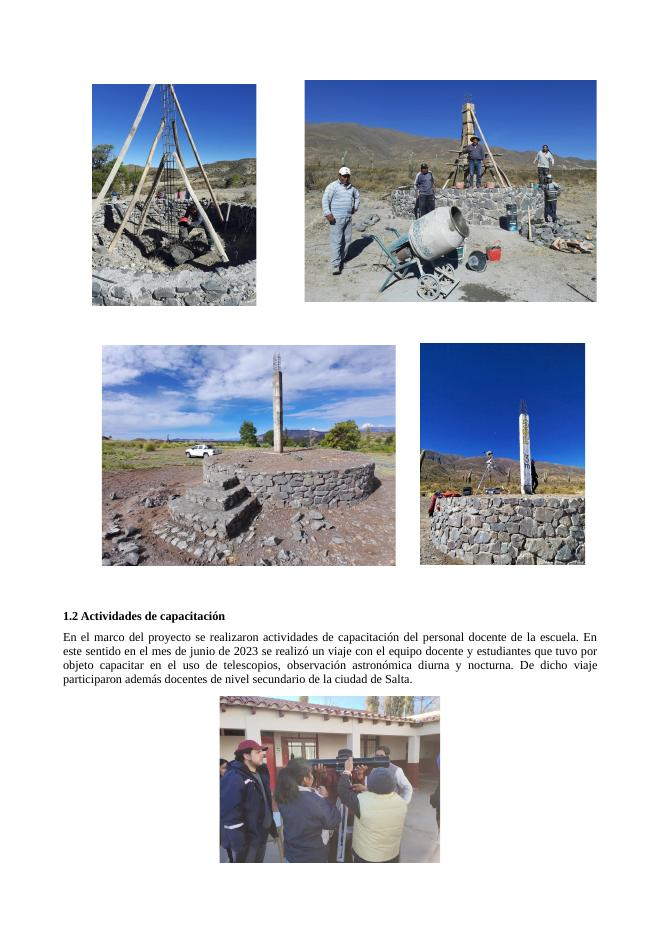 1.2 Actividades de capacitación
En el marco del proyecto se realizaron actividades de capacitación del personal docente de la escuela. En
este sentido en el mes de junio de 2023 se realizó un viaje con el equipo docente y estudiantes que tuvo por
objeto capacitar en el uso de telescopios, observación astronómica diurna y nocturna. De dicho viaje
participaron además docentes de nivel secundario de la ciudad de Salta.